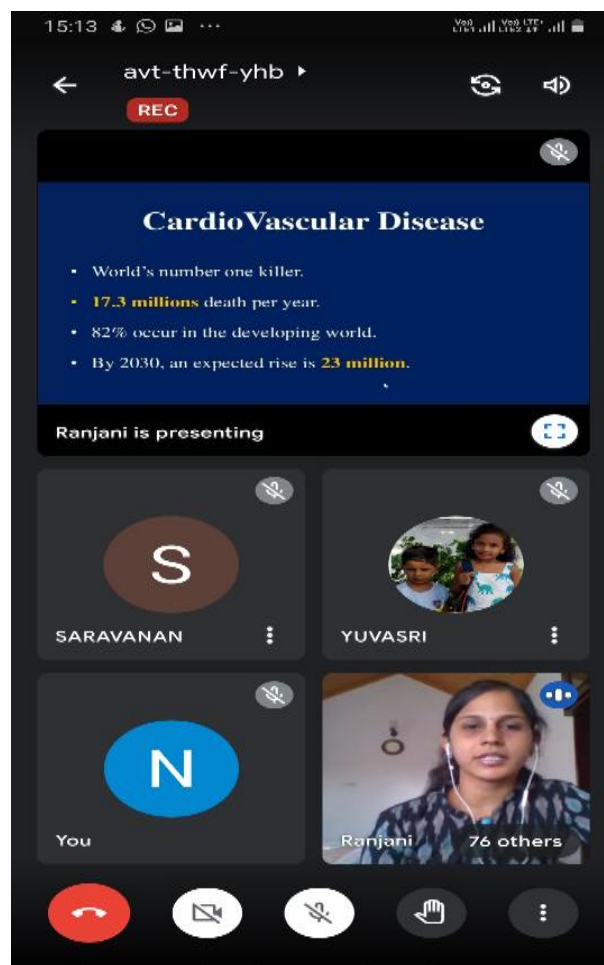 15:13
avt-thwf-yhb
REC
CardioVascular Disease
• World's number one killer.
• 17.3 millions death per year.
• 82% occur in the developing world.
• By 2030, an expected rise is 23 million.
Ranjani is presenting
S
SARAVANAN
YUVASRI
N
You
Ranjani 76 others